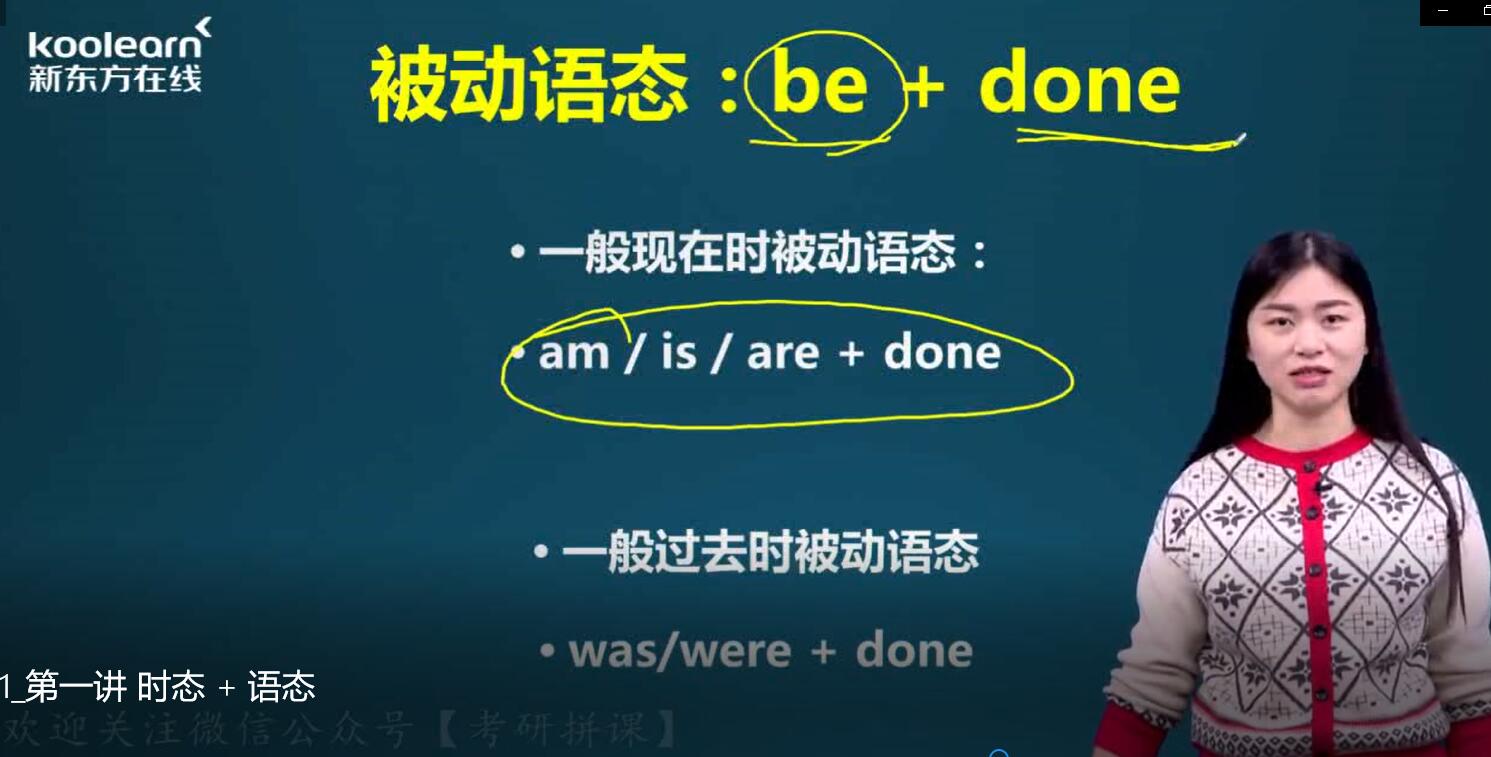 koolearn
新东方在线
被动语态：be + done
• 一般现在时被动语态：
• am / is / are + done
• 一般过去时被动语态
• was/were + done
1_第一讲 时态 + 语态
欢迎关注微信公众号【考研拼课】